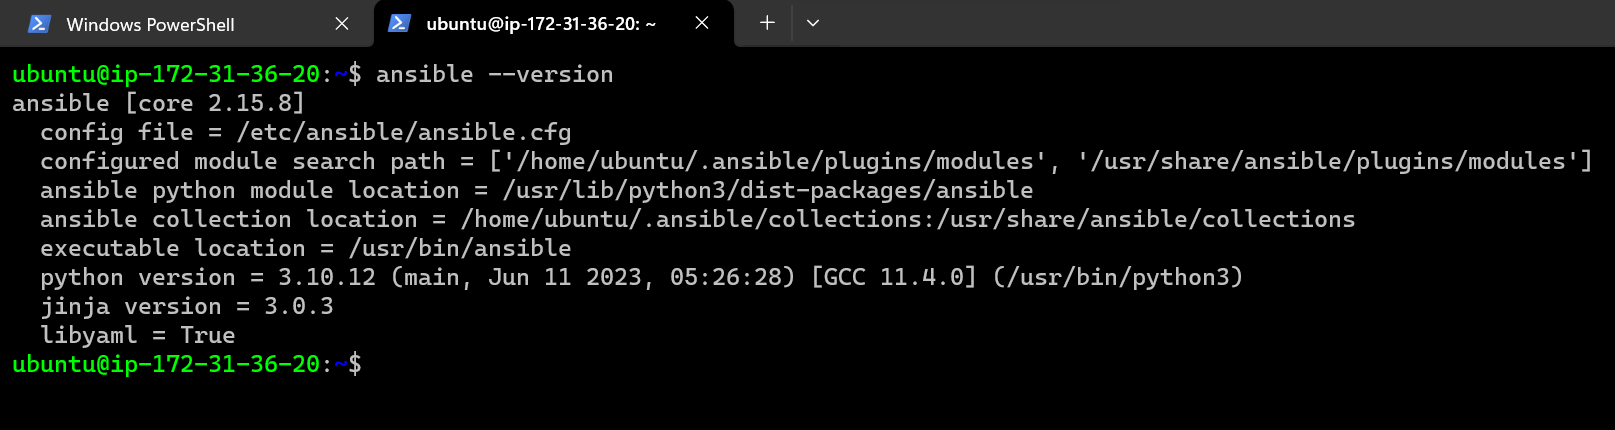 Windows PowerShell
ubuntu@ip-172-31-36-20: ~
ubuntu@ip-172-31-36-20:~$ ansible --version
ansible [core 2.15.8]
  config file = /etc/ansible/ansible.cfg
  configured module search path = ['/home/ubuntu/.ansible/plugins/modules', '/usr/share/ansible/plugins/modules']
  ansible python module location = /usr/lib/python3/dist-packages/ansible
  ansible collection location = /home/ubuntu/.ansible/collections:/usr/share/ansible/collections
  executable location = /usr/bin/ansible
  python version = 3.10.12 (main, Jun 11 2023, 05:26:28) [GCC 11.4.0] (/usr/bin/python3)
  jinja version = 3.0.3
  libyaml = True
ubuntu@ip-172-31-36-20:~$